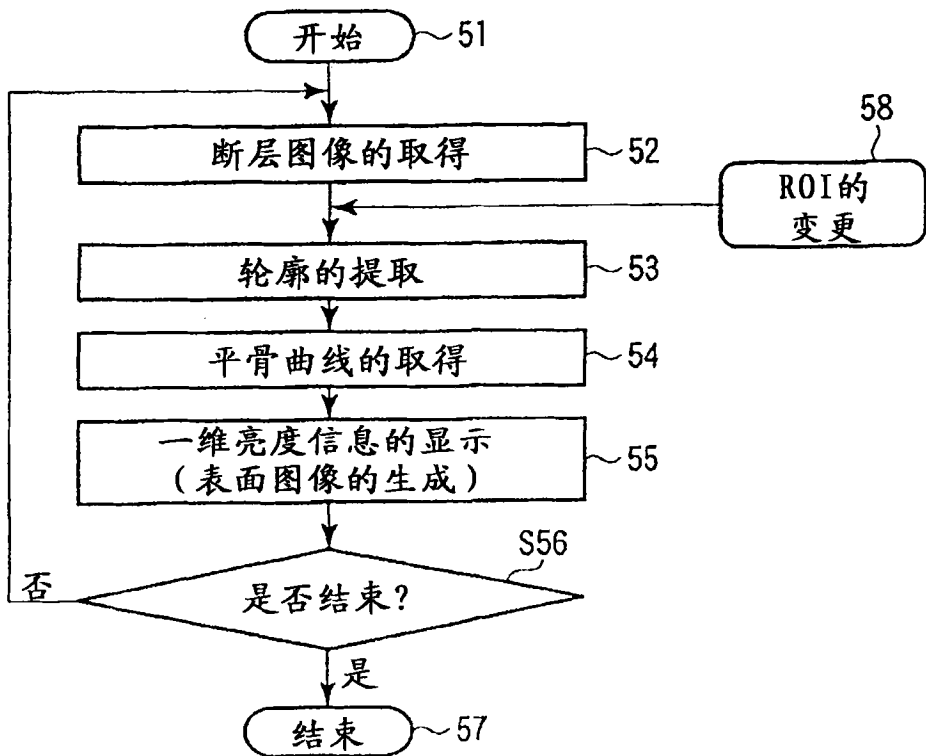 开始
51
断层图像的取得
52
58
ROI的
变更
轮廓的提取
53
平骨曲线的取得
54
一维亮度信息的显示
(表面图像的生成)
55
S56
否
是否结束?
是
结束
57